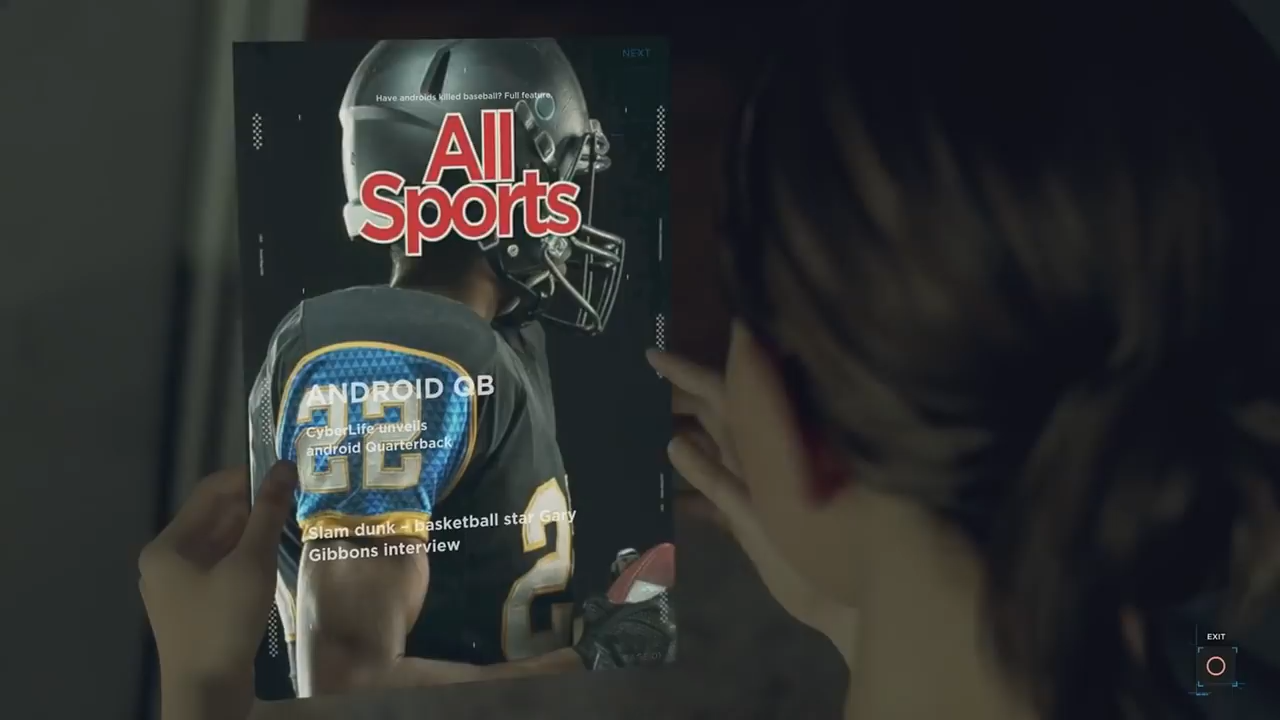 NEXT
Have androids killed baseball? Full feature.
All
Sports
ANDROID QB
22
CyberLife unveils
android Quarterback
Slam dunk - basketball star Gary
Gibbons interview
2
EXIT